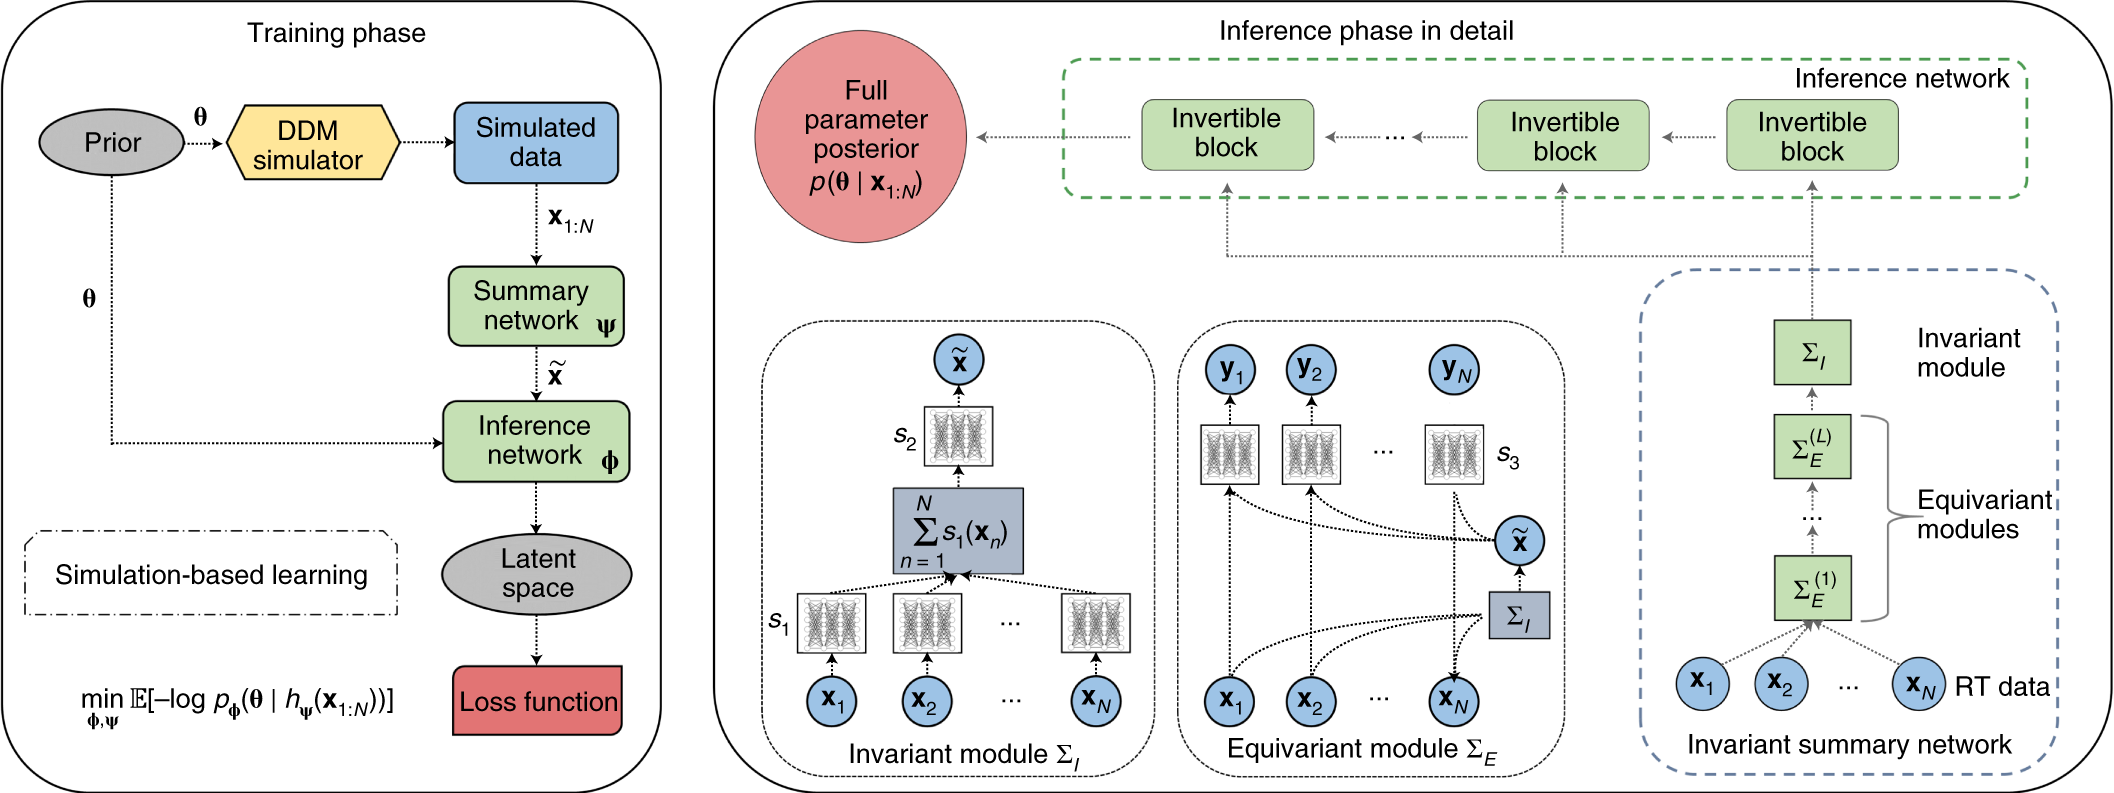 Training phase
Prior
θ
DDM
simulator
Simulated
data
x1:N
θ
Summary
network ψ
x̃
Inference
network ϕ
Latent
space
Simulation-based learning
Loss function
min 𝔼[–log pϕ(θ | hψ(x1:N))]
ϕ,ψ
Inference phase in detail
Full
parameter
posterior
p(θ | x1:N)
Inference network
Invertible
block
...
Invertible
block
Invertible
block
x̃
s2
N
∑ s1(xn)
n = 1
s1
...
x1 x2 ... xN
Invariant module ΣI
y1 y2 yN
... s3
x̃
ΣI
x1 x2 ... xN
Equivariant module ΣE
ΣI
Invariant
module
ΣE(L)
...
Equivariant
modules
ΣE(1)
x1 x2 ... xN RT data
Invariant summary network